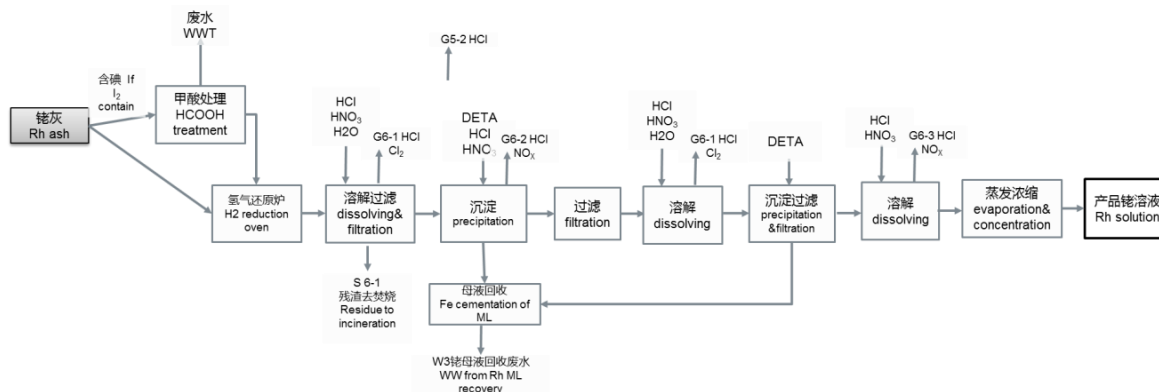 废水
WWT
G5-2 HCl
含碘 If
I2
contain
铑灰
Rh ash
甲酸处理
HCOOH
treatment
HCl
HNO3
H2O
G6-1 HCl
Cl2
DETA
HCl
HNO3
G6-2 HCl
NOX
HCl
HNO3
H2O
G6-1 HCl
Cl2
DETA
HCl
HNO3
G6-3 HCl
NOX
氢气还原炉
H2 reduction
oven
溶解过滤
dissolving&
filtration
沉淀
precipitation
过滤
filtration
溶解
dissolving
沉淀过滤
precipitation
&filtration
溶解
dissolving
蒸发浓缩
evaporation&
concentration
产品铑溶液
Rh solution
S 6-1
残渣去焚烧
Residue to
incineration
母液回收
Fe cementation of
ML
W3铑母液回收废水
WW from Rh ML
recovery